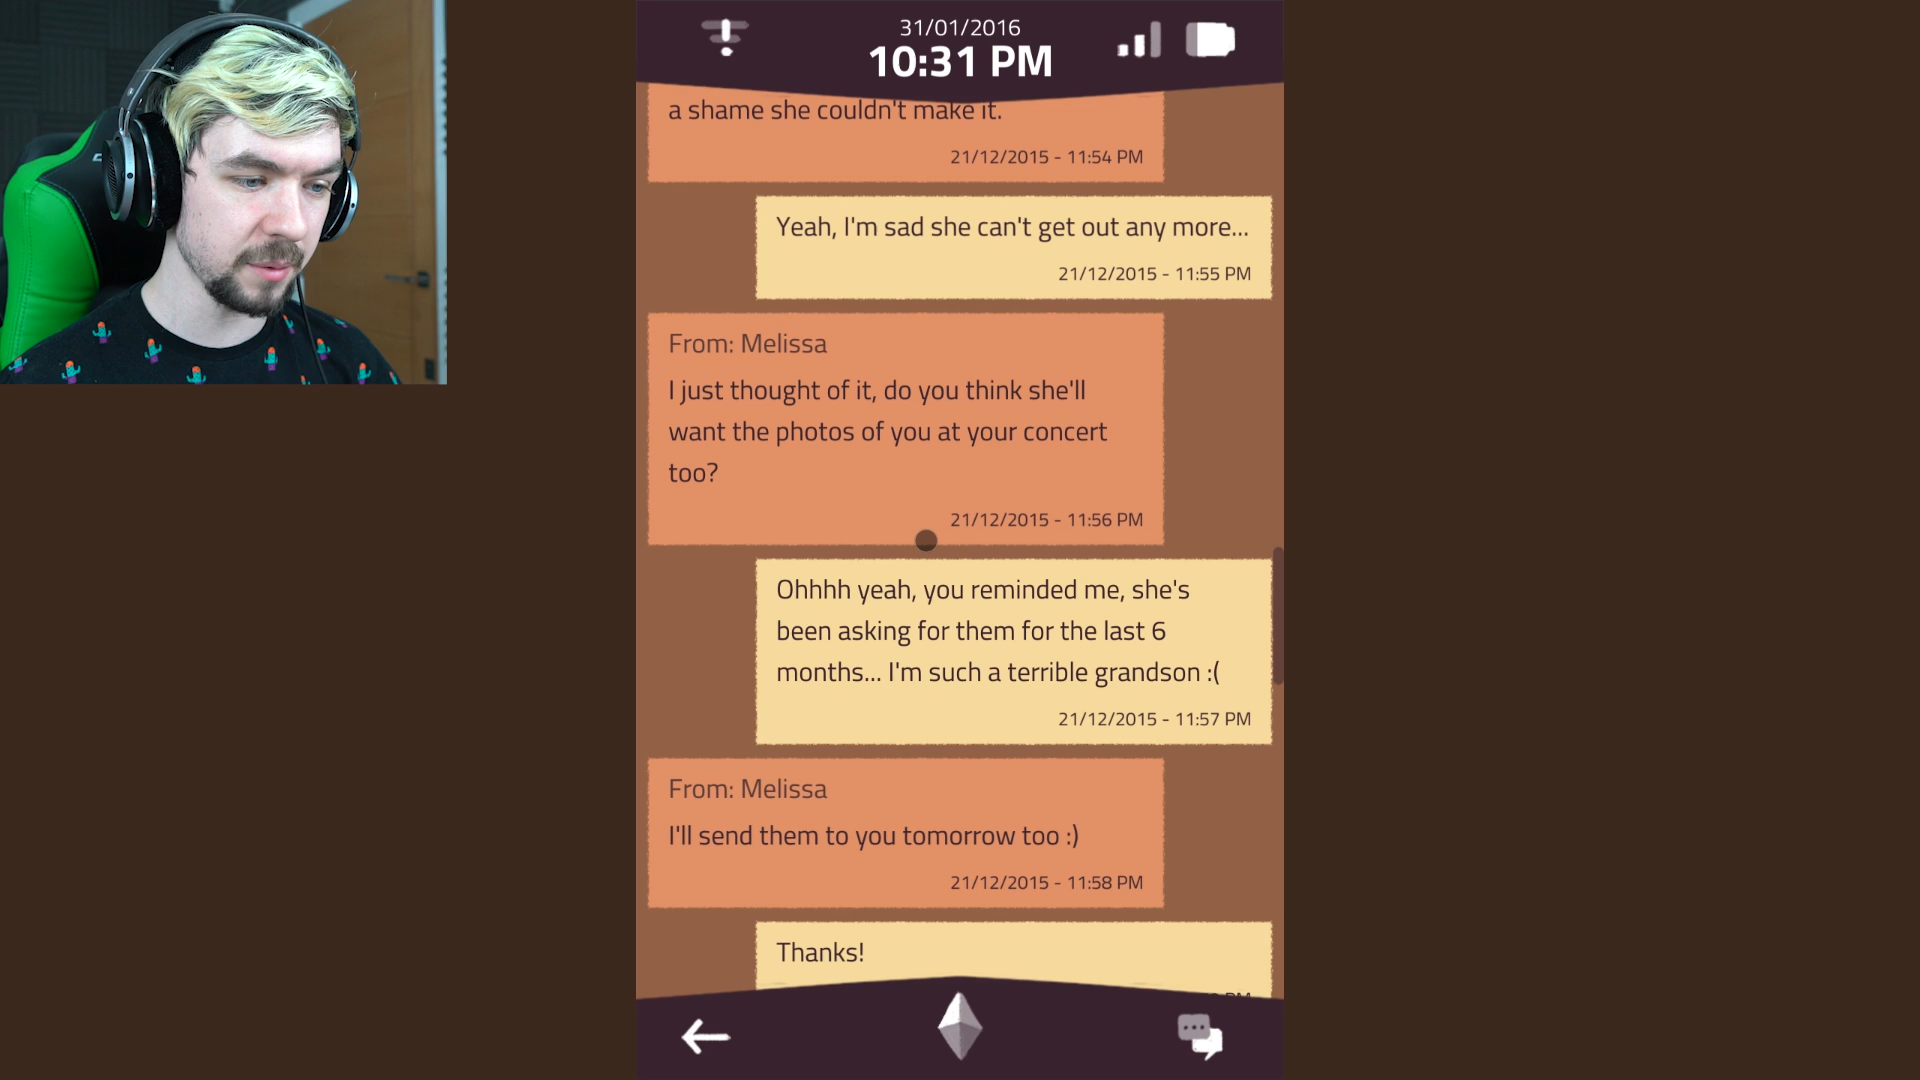 31/01/2016
10:31 PM
a shame she couldn't make it.
21/12/2015 - 11:54 PM
Yeah, I'm sad she can't get out any more...
21/12/2015 - 11:55 PM
From: Melissa
I just thought of it, do you think she'll
want the photos of you at your concert
too?
21/12/2015 - 11:56 PM
Ohhhh yeah, you reminded me, she's
been asking for them for the last 6
months... I'm such a terrible grandson :(
21/12/2015 - 11:57 PM
From: Melissa
I'll send them to you tomorrow too :)
21/12/2015 - 11:58 PM
Thanks!
PM